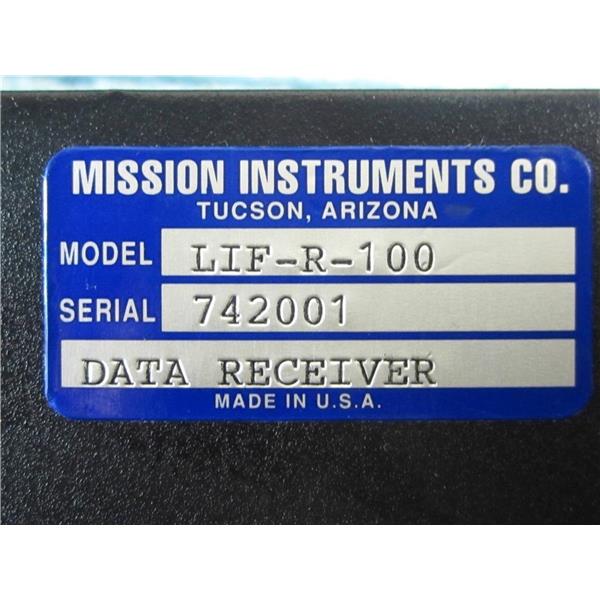 MISSION INSTRUMENTS CO.
TUCSON, ARIZONA
MODEL LIF-R-100
SERIAL 742001
DATA RECEIVER
MADE IN U.S.A.